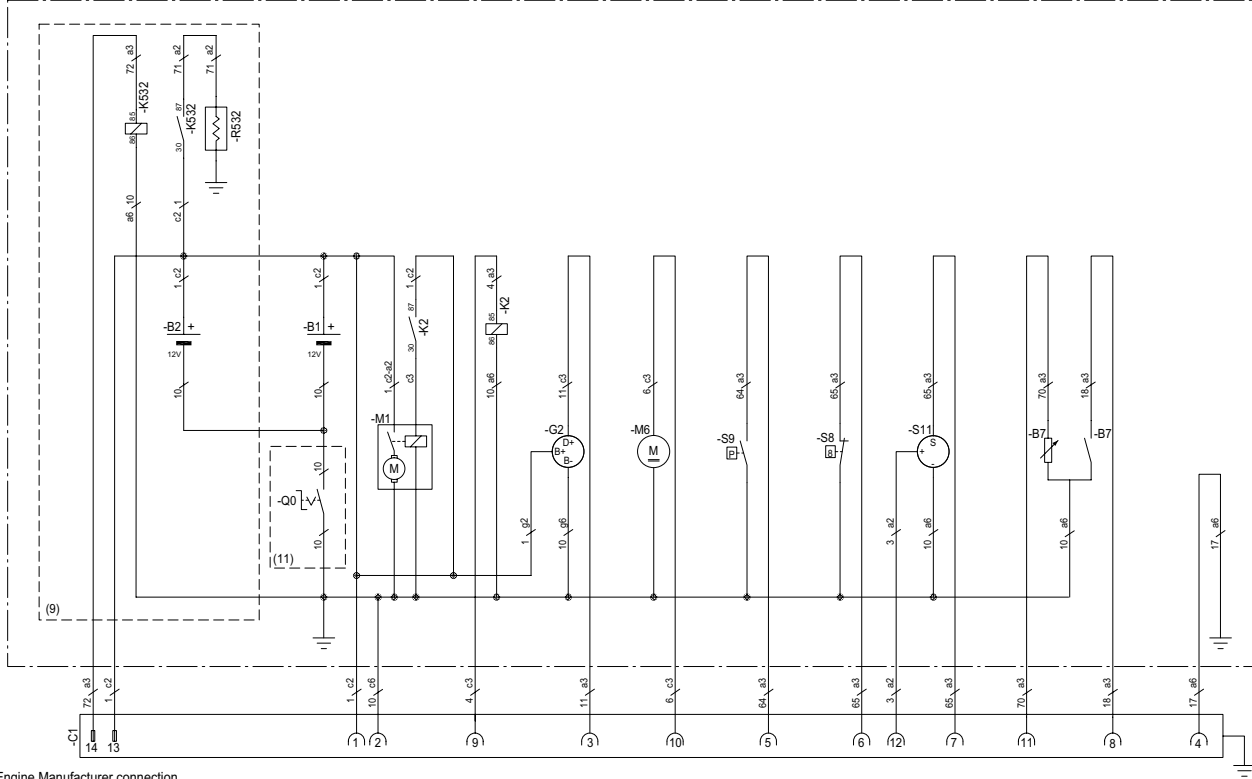 72 a3
71 a2
71 a2
-K532
85
86
-K532
87
30
-R532
a6 10
c2 1
1 c2
1 c2
1 c2
4 a3
-B2 +
12V
-B1 +
12V
87
30
-K2
85
86
-K2
10
10
1 c2-a2
c3
10 a6
11 c3
6 c3
64 a3
65 a3
65 a3
70 a3
18 a3
-M1
M
-G2
D+
B+
B-
-M6
M
-S9
P
-S8
8
-S11
S
+
-
-B7
-B7
10
-Q0
10
(11)
1 g2
10 g6
3 a2
10 a6
10 a6
17 a6
(9)
72 a3
1 c2
1 c2
10 c6
4 c3
11 a3
6 c3
64 a3
65 a3
3 a2
65 a3
70 a3
18 a3
17 a6
-C1
14 13 1 2 9 3 10 5 6 12 7 11 8 4
Engine Manufacturer connection